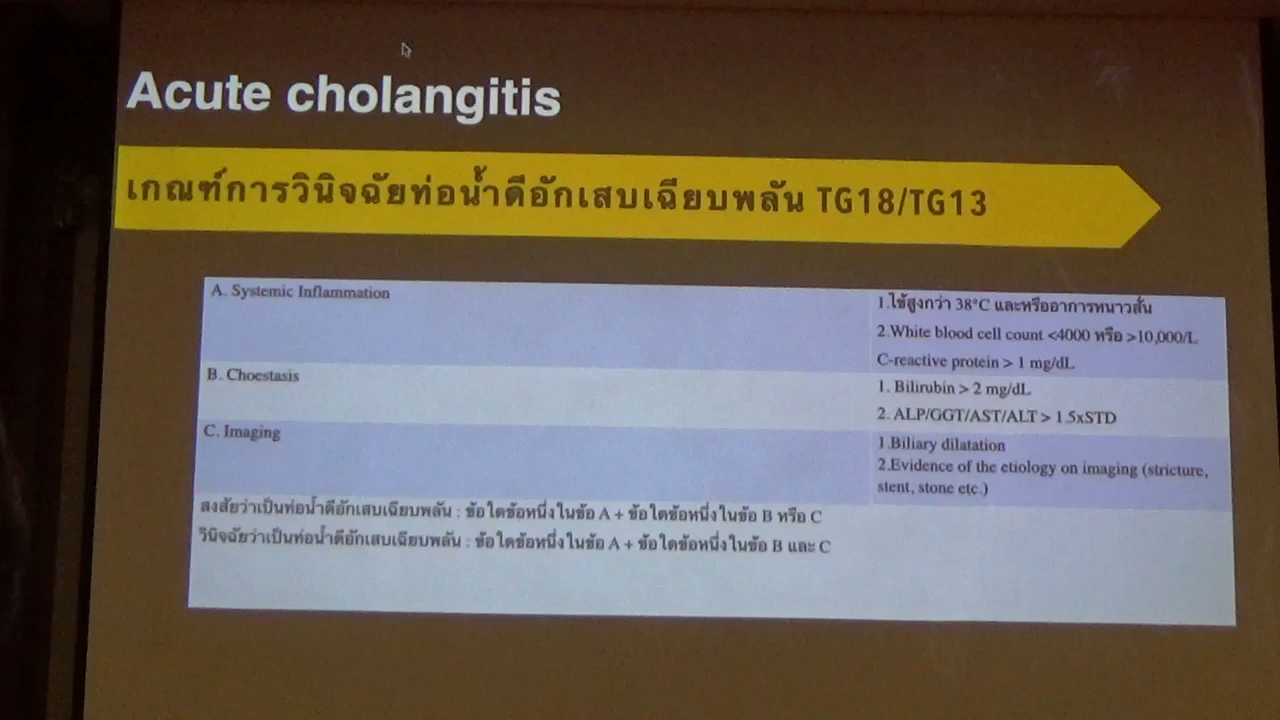 Acute cholangitis
เกณฑ์การวินิจฉัยท่อน้ำดีอักเสบเฉียบพลัน TG18/TG13
A. Systemic Inflammation
1.ไข้สูงกว่า 38°C และหรืออาการหนาวสั่น
2.White blood cell count <4000 หรือ >10,000/L
C-reactive protein > 1 mg/dL
B. Choestasis
1. Bilirubin > 2 mg/dL
2. ALP/GGT/AST/ALT > 1.5xSTD
C. Imaging
1.Biliary dilatation
2.Evidence of the etiology on imaging (stricture,
stent, stone etc.)
สงสัยว่าเป็นท่อน้ำดีอักเสบเฉียบพลัน : ข้อใดข้อหนึ่งในข้อ A + ข้อใดข้อหนึ่งในข้อ B หรือ C
วินิจฉัยว่าเป็นท่อน้ำดีอักเสบเฉียบพลัน : ข้อใดข้อหนึ่งในข้อ A + ข้อใดข้อหนึ่งในข้อ B และ C